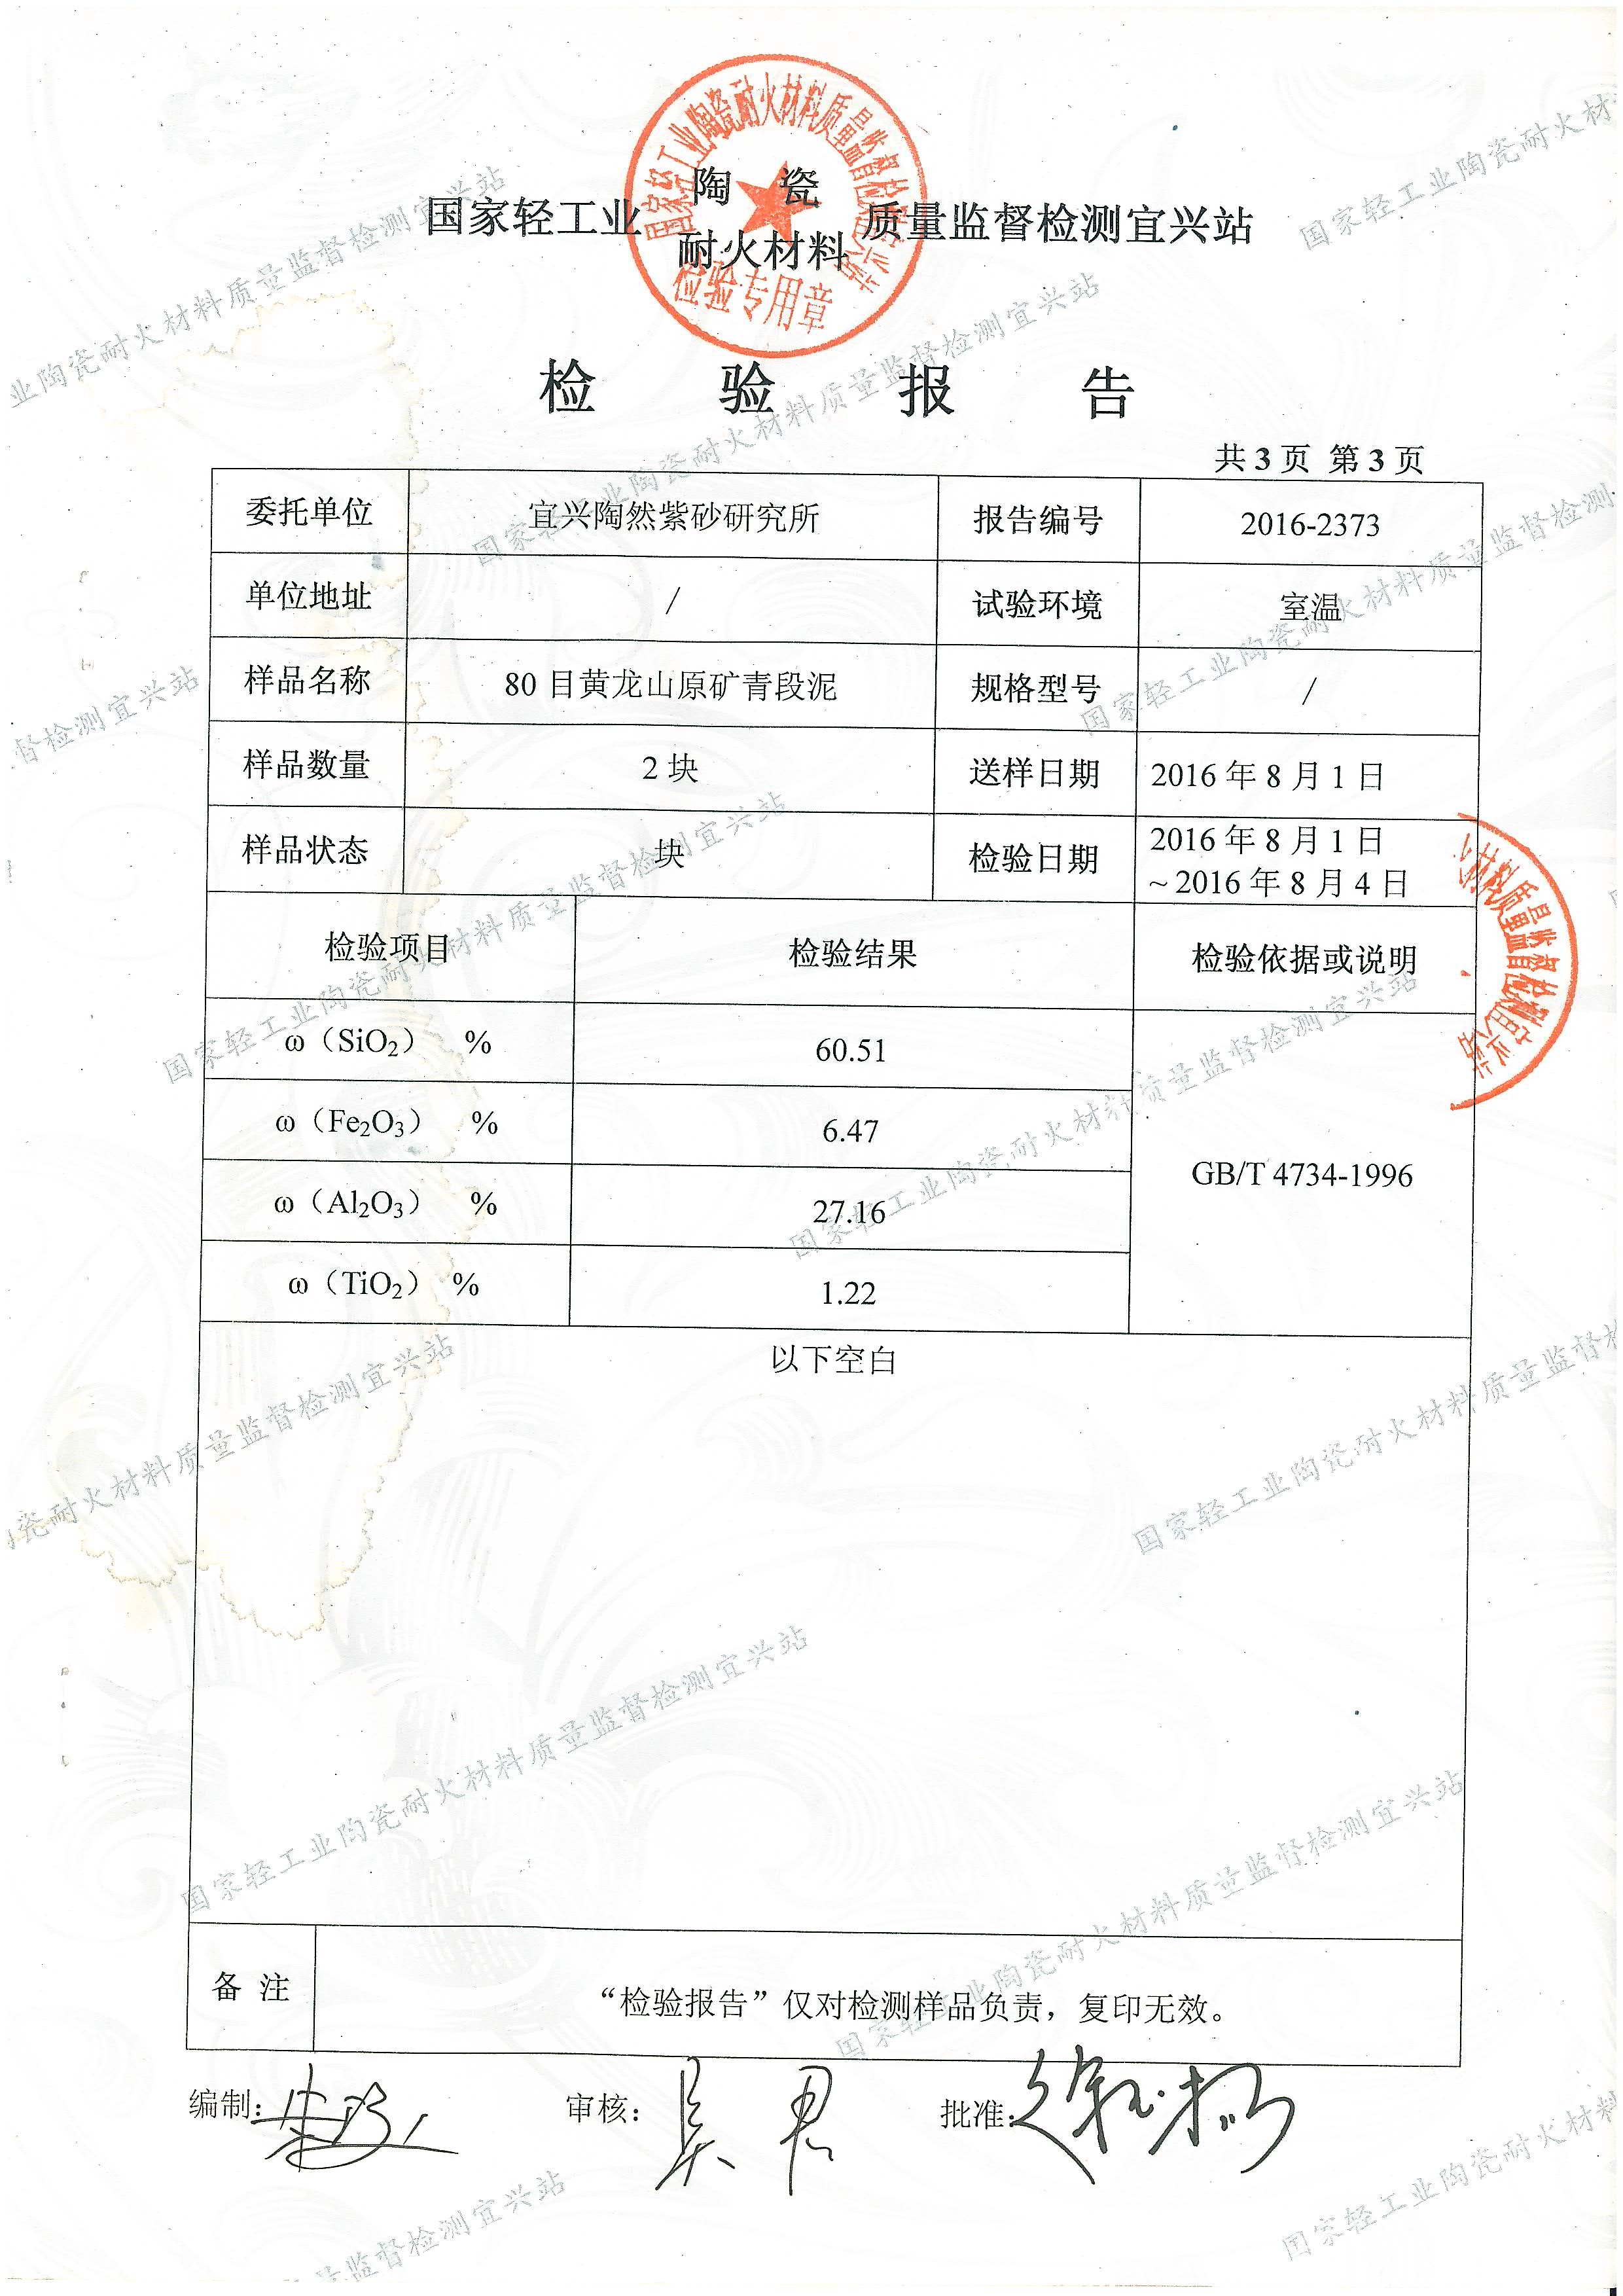 国家轻工业 陶 瓷 质量监督检测宜兴站
耐火材料
国家轻工业陶瓷耐火材料质量监督检测宜兴站
检验专用章
检 验 报 告
共 3 页 第 3 页
委托单位 宜兴陶然紫砂研究所 报告编号 2016-2373
单位地址 / 试验环境 室温
样品名称 80 目黄龙山原矿青段泥 规格型号 /
样品数量 2 块 送样日期 2016 年 8 月 1 日
样品状态 块 检验日期 2016 年 8 月 1 日
~ 2016 年 8 月 4 日
检验项目 检验结果 检验依据或说明
ω（SiO₂） % 60.51
ω（Fe₂O₃） % 6.47
GB/T 4734-1996
ω（Al₂O₃） % 27.16
ω（TiO₂） % 1.22
以下空白
备 注 “检验报告”仅对检测样品负责，复印无效。
编制： 审核：吴君 批准：
国家轻工业陶瓷耐火材料质量监督检测宜兴站